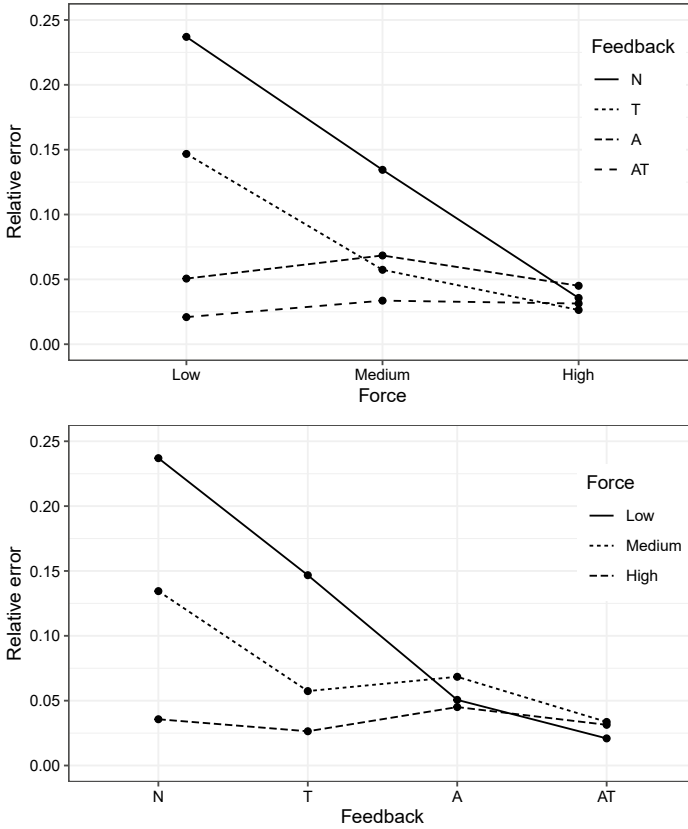 0.25
0.20
0.15
0.10
0.05
0.00
Relative error
Low
Medium
High
Force
Feedback
N
T
A
AT
0.25
0.20
0.15
0.10
0.05
0.00
Relative error
N
T
A
AT
Feedback
Force
Low
Medium
High